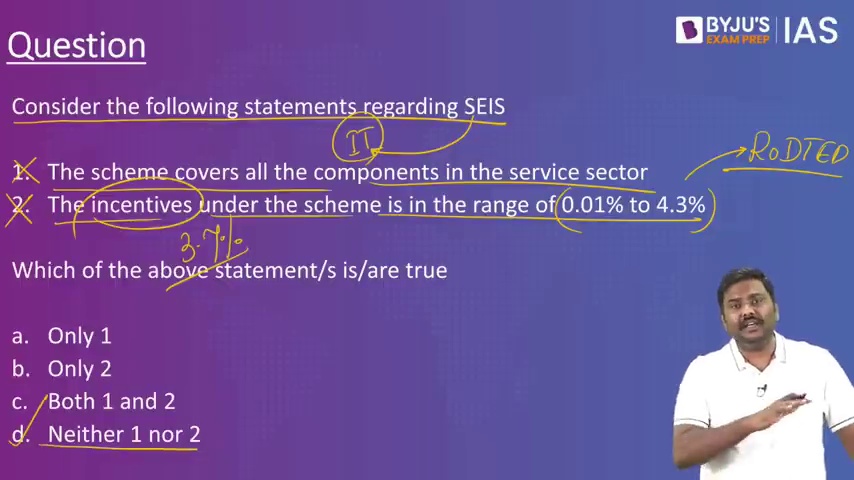 Question
BYJU'S
EXAM PREP
IAS
Consider the following statements regarding SEIS
IT
RODTED
1. The scheme covers all the components in the service sector
2. The incentives under the scheme is in the range of 0.01% to 4.3%
3-7%
Which of the above statement/s is/are true
a. Only 1
b. Only 2
c. Both 1 and 2
d. Neither 1 nor 2